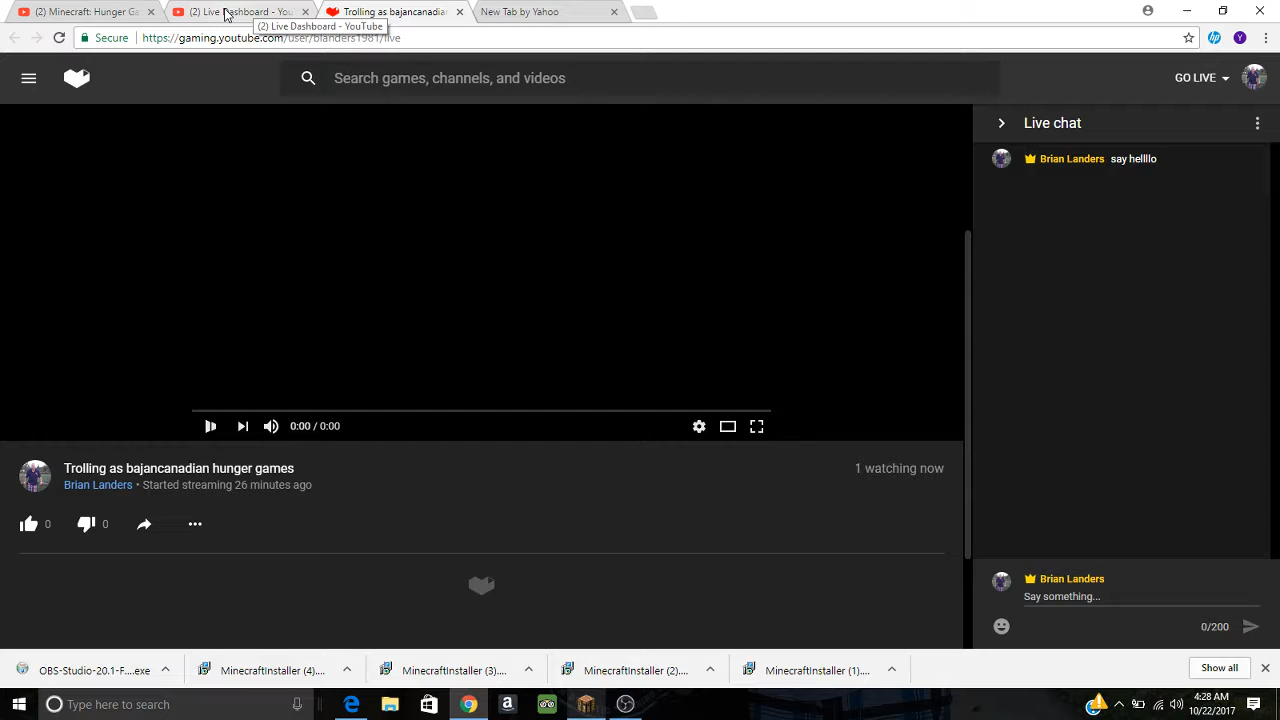 (2) Minecraft: Hunger Ga
(2) Live Dashboard - You
Trolling as bajancanadian
New Tab by Yahoo
(2) Live Dashboard - YouTube
Secure
https://gaming.youtube.com/user/blanders1981/live
Y
Search games, channels, and videos
GO LIVE
Live chat
Brian Landers say hellllo
0:00 / 0:00
Trolling as bajancanadian hunger games
1 watching now
Brian Landers • Started streaming 26 minutes ago
0
0
Brian Landers
Say something...
0/200
OBS-Studio-20.1-F....exe
MinecraftInstaller (4)....
MinecraftInstaller (3)....
MinecraftInstaller (2)....
MinecraftInstaller (1)....
Show all
Type here to search
4:28 AM
10/22/2017